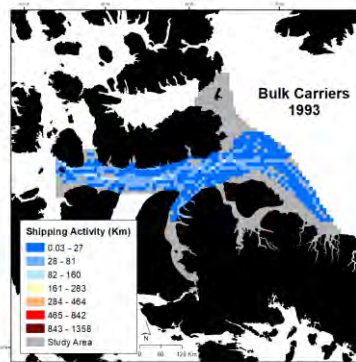 Bulk Carriers
1993
Shipping Activity (Km)
0.03 - 27
28 - 81
82 - 160
161 - 283
284 - 464
465 - 842
843 - 1358
Study Area
N